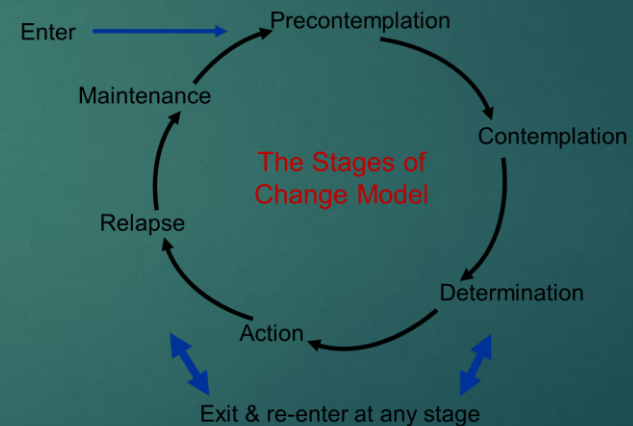 Enter
Precontemplation
Maintenance
Contemplation
The Stages of
Change Model
Relapse
Determination
Action
Exit & re-enter at any stage